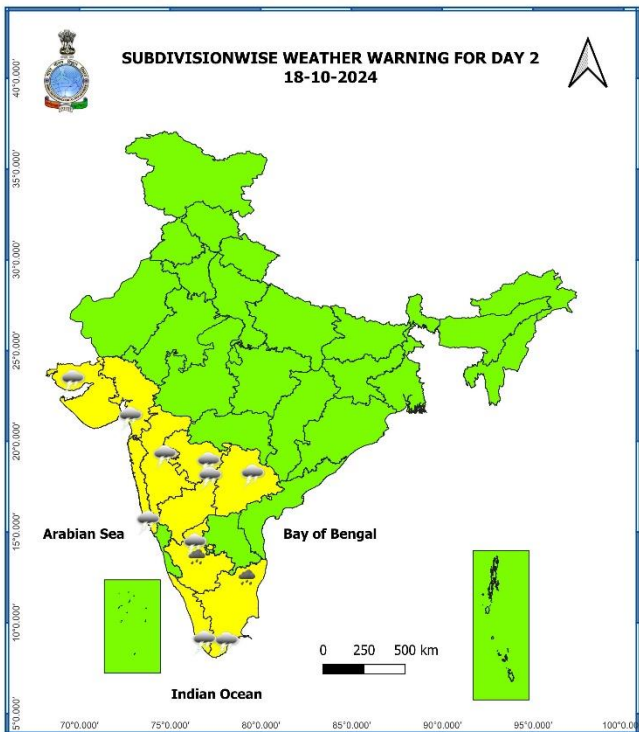 SUBDIVISIONWISE WEATHER WARNING FOR DAY 2
18-10-2024
40°0.000'
35°0.000'
30°0.000'
25°0.000'
20°0.000'
15°0.000'
10°0.000'
5°0.000'
Arabian Sea
Bay of Bengal
0 250 500 km
Indian Ocean
70°0.000' 75°0.000' 80°0.000' 85°0.000' 90°0.000' 95°0.000' 100°0.000'